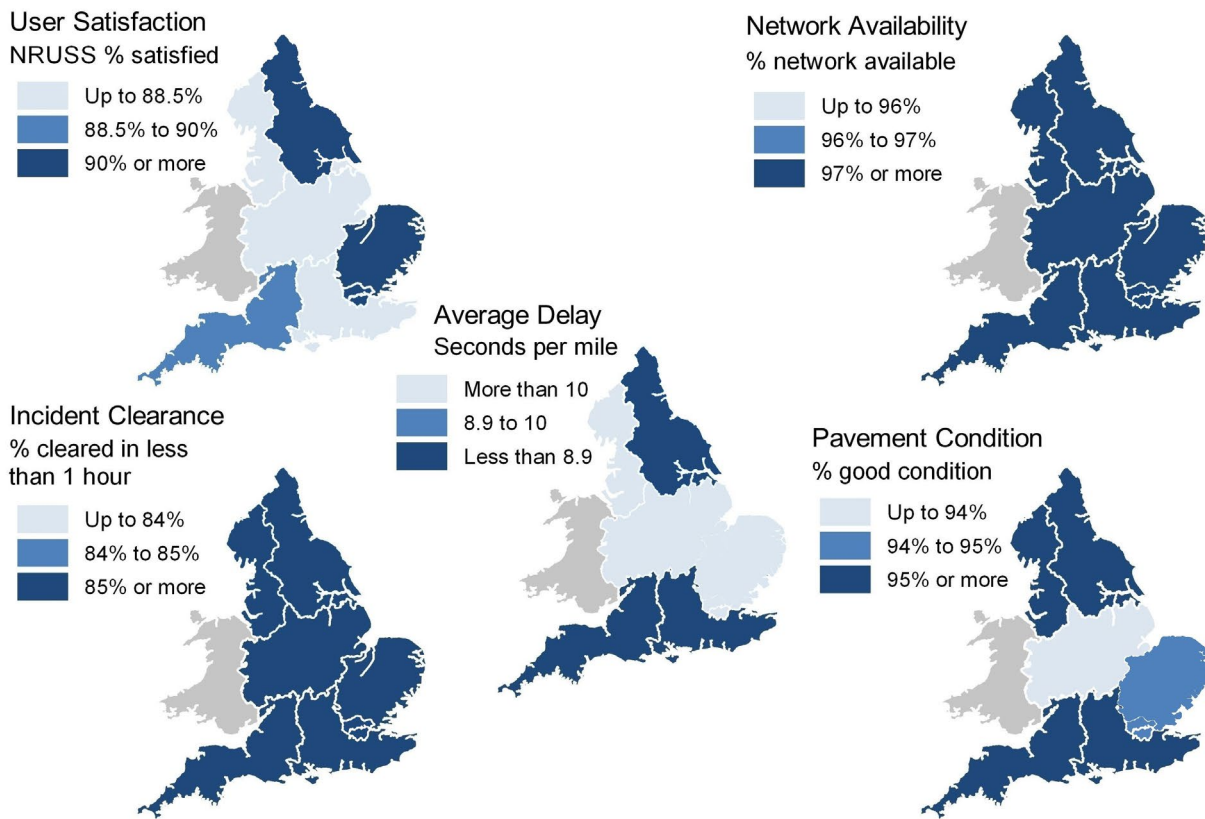 User Satisfaction
NRUSS % satisfied
Up to 88.5%
88.5% to 90%
90% or more
Network Availability
% network available
Up to 96%
96% to 97%
97% or more
Average Delay
Seconds per mile
More than 10
8.9 to 10
Less than 8.9
Incident Clearance
% cleared in less
than 1 hour
Up to 84%
84% to 85%
85% or more
Pavement Condition
% good condition
Up to 94%
94% to 95%
95% or more